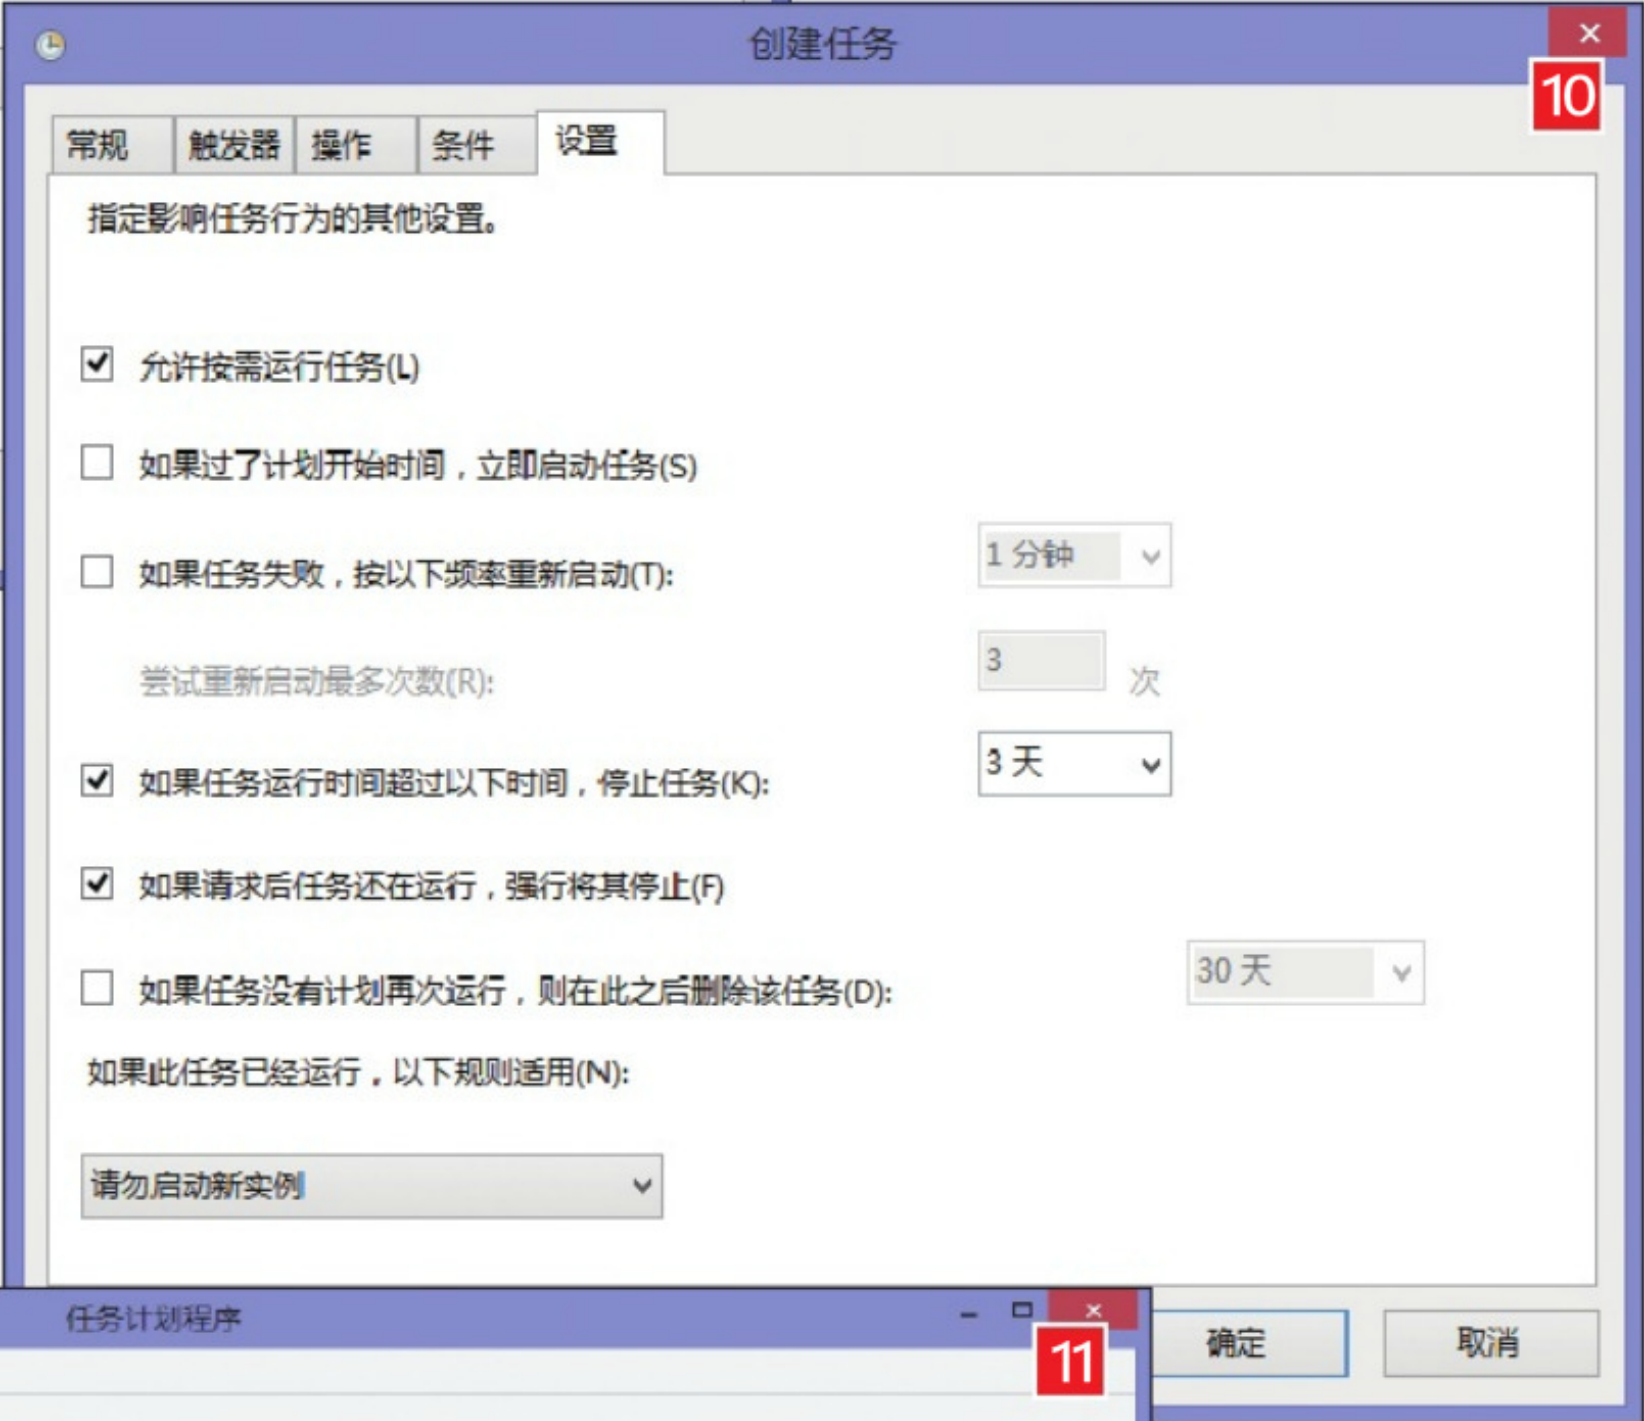 创建任务
10
常规 触发器 操作 条件 设置
指定影响任务行为的其他设置。
允许按需运行任务(L)
如果过了计划开始时间，立即启动任务(S)
如果任务失败，按以下频率重新启动(T): 1 分钟
尝试重新启动最多次数(R): 3 次
如果任务运行时间超过以下时间，停止任务(K): 3 天
如果请求后任务还在运行，强行将其停止(F)
如果任务没有计划再次运行，则在此之后删除该任务(D): 30 天
如果此任务已经运行，以下规则适用(N):
请勿启动新实例
任务计划程序
11
确定 取消